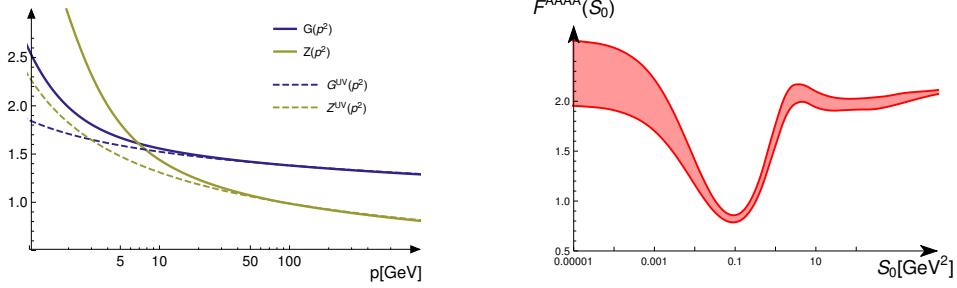 G(p²)
Z(p²)
G^UV(p²)
Z^UV(p²)
2.5
2.0
1.5
1.0
5 10 50 100
p[GeV]
F^AAAA(S₀)
2.0
1.5
1.0
0.5
0.00001 0.001 0.1 10
S₀[GeV²]